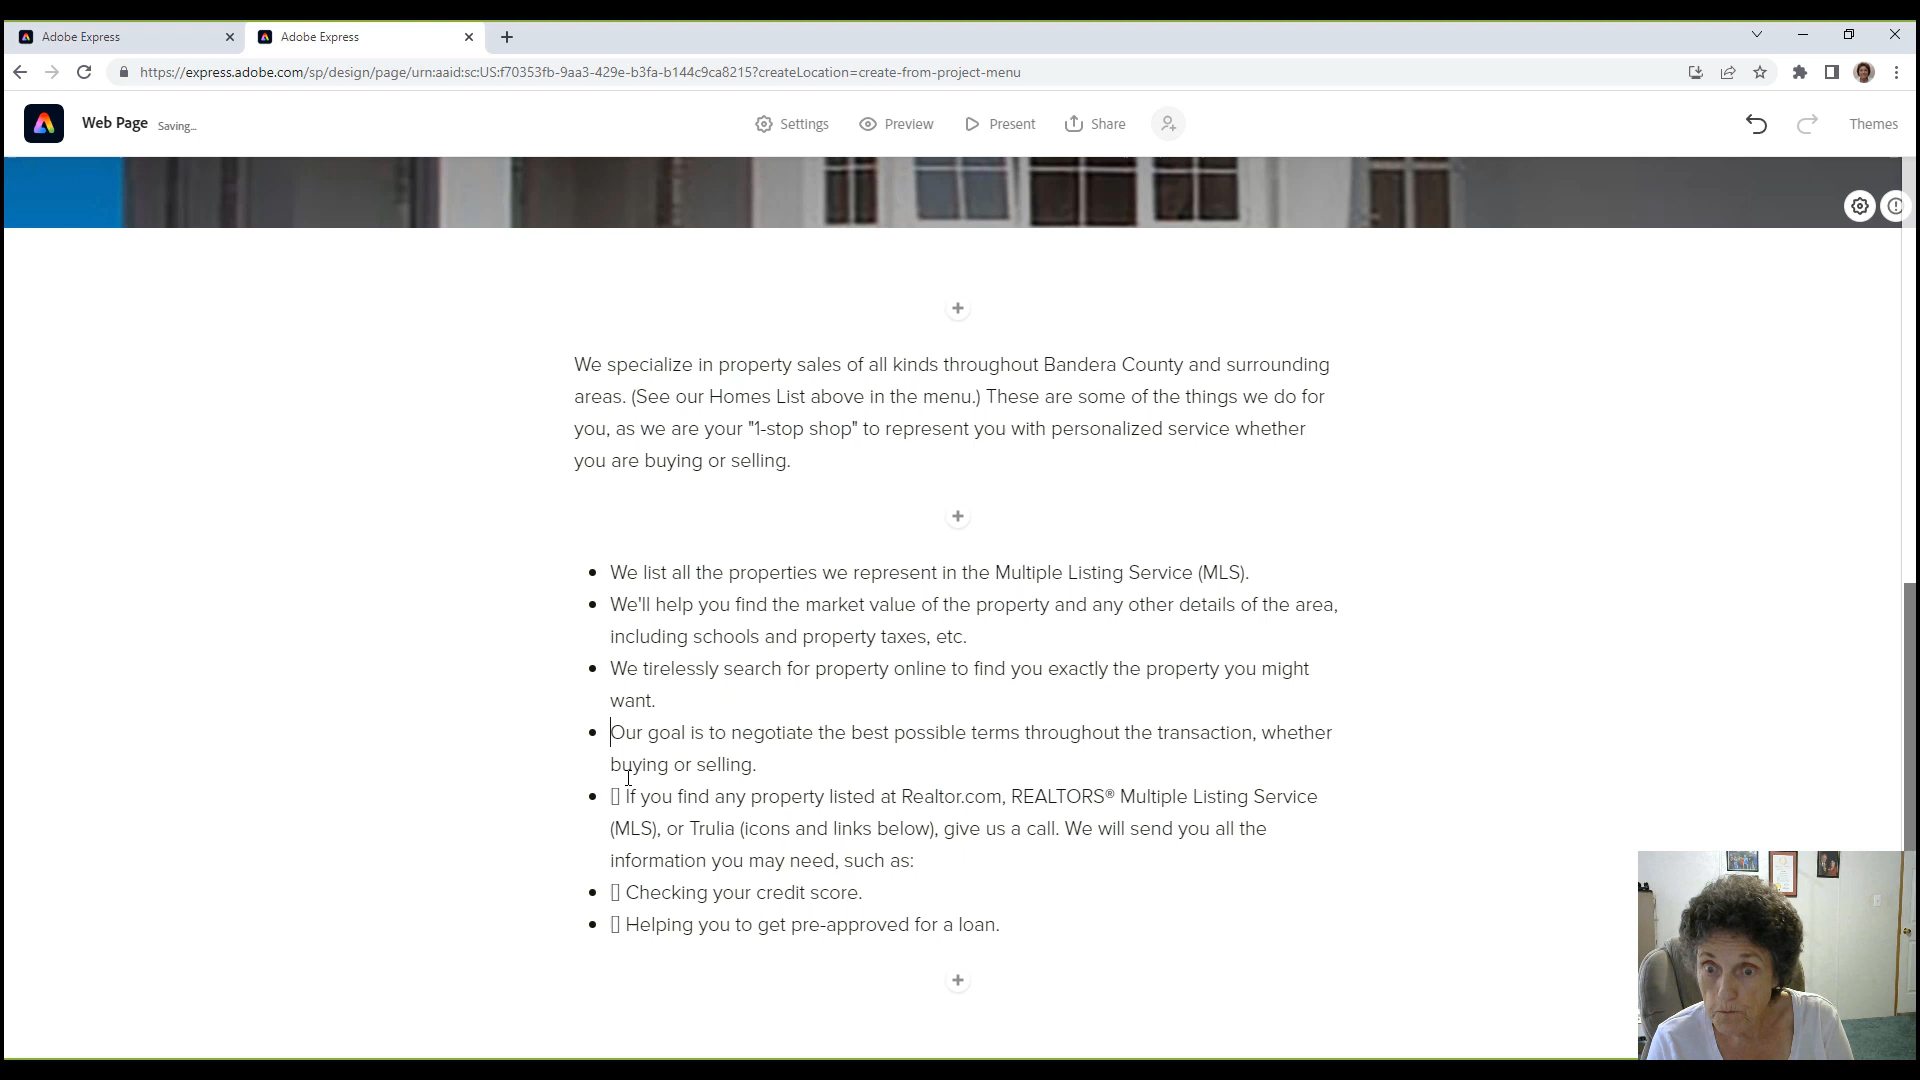 Adobe Express
Adobe Express
https://express.adobe.com/sp/design/page/urn:aaid:sc:US:f70353fb-9aa3-429e-b3fa-b144c9ca8215?createLocation=create-from-project-menu
Web Page Saving...
Settings
Preview
Present
Share
Themes
We specialize in property sales of all kinds throughout Bandera County and surrounding
areas. (See our Homes List above in the menu.) These are some of the things we do for
you, as we are your "1-stop shop" to represent you with personalized service whether
you are buying or selling.
• We list all the properties we represent in the Multiple Listing Service (MLS).
• We'll help you find the market value of the property and any other details of the area,
including schools and property taxes, etc.
• We tirelessly search for property online to find you exactly the property you might
want.
• Our goal is to negotiate the best possible terms throughout the transaction, whether
buying or selling.
• ▯ If you find any property listed at Realtor.com, REALTORS® Multiple Listing Service
(MLS), or Trulia (icons and links below), give us a call. We will send you all the
information you may need, such as:
• ▯ Checking your credit score.
• ▯ Helping you to get pre-approved for a loan.